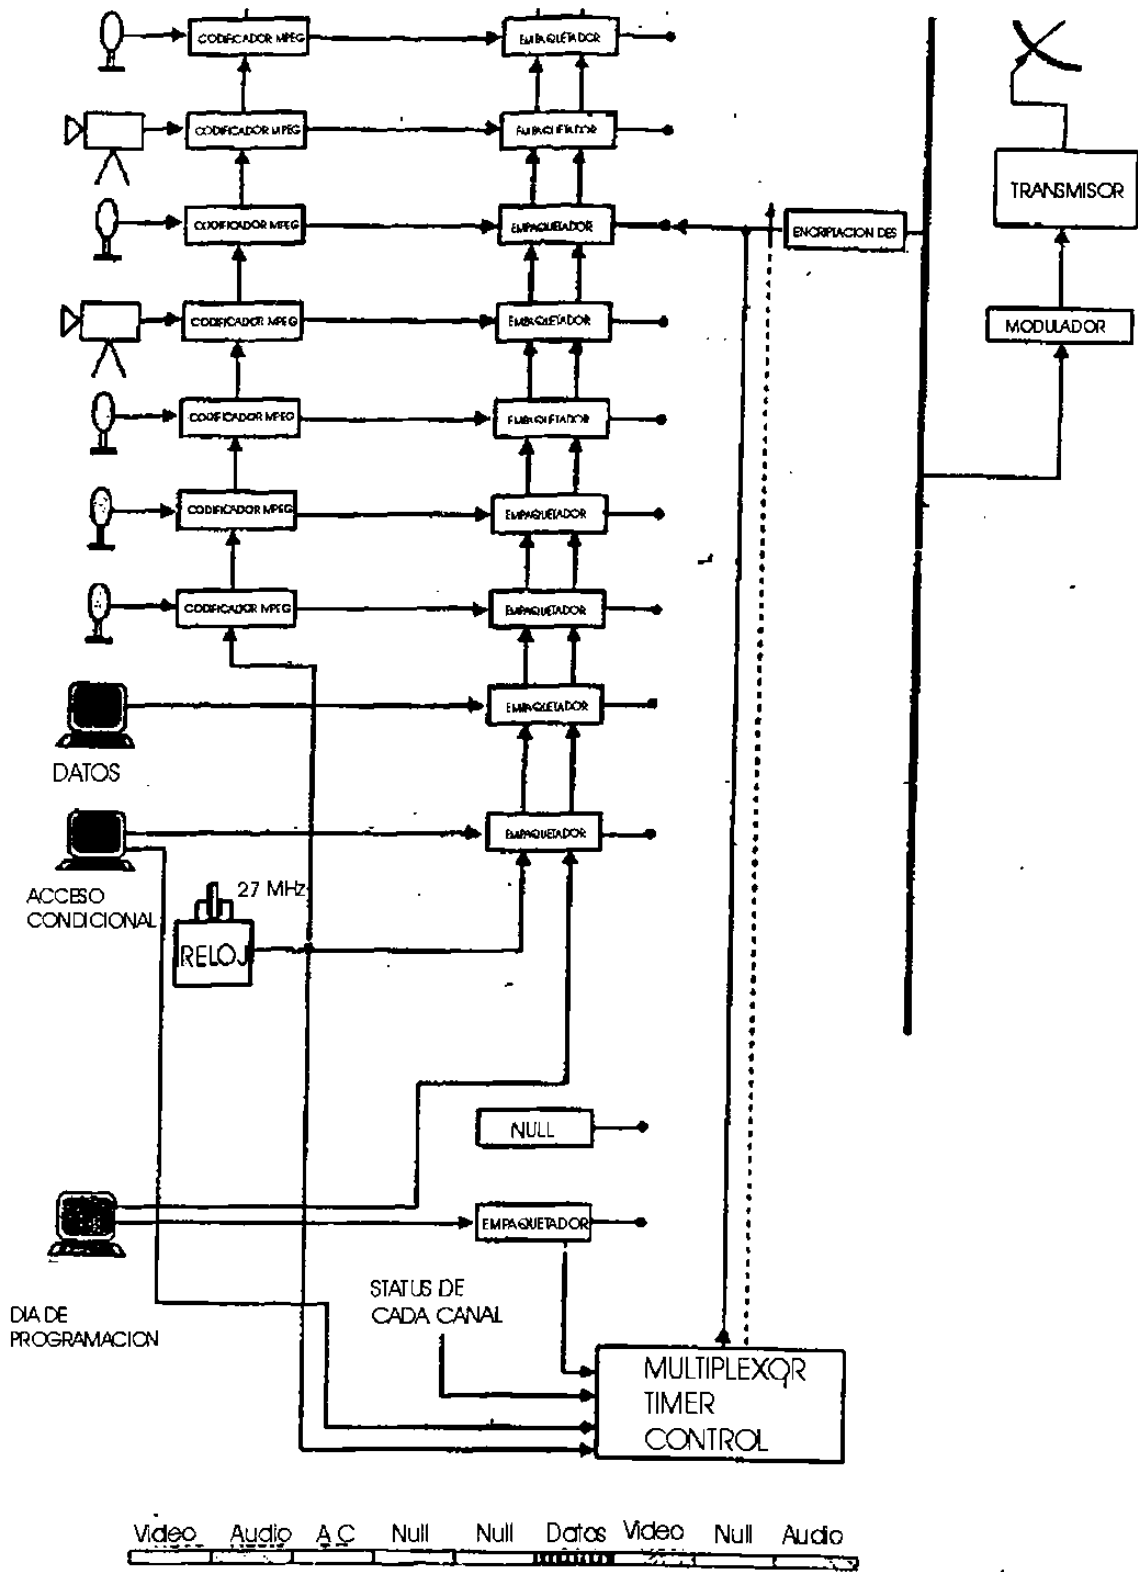 CODIFICADOR MPEG
EMPAQUETADOR
CODIFICADOR MPEG
EMPAQUETADOR
TRANSMISOR
CODIFICADOR MPEG
EMPAQUETADOR
ENCRIPTACION DES
CODIFICADOR MPEG
EMPAQUETADOR
MODULADOR
CODIFICADOR MPEG
EMPAQUETADOR
CODIFICADOR MPEG
EMPAQUETADOR
CODIFICADOR MPEG
EMPAQUETADOR
EMPAQUETADOR
DATOS
EMPAQUETADOR
ACCESO
CONDICIONAL
27 MHz
RELOJ
NULL
EMPAQUETADOR
STATUS DE
CADA CANAL
DIA DE
PROGRAMACION
MULTIPLEXOR
TIMER
CONTROL
Video Audio A.C Null Null Datos Video Null Audio